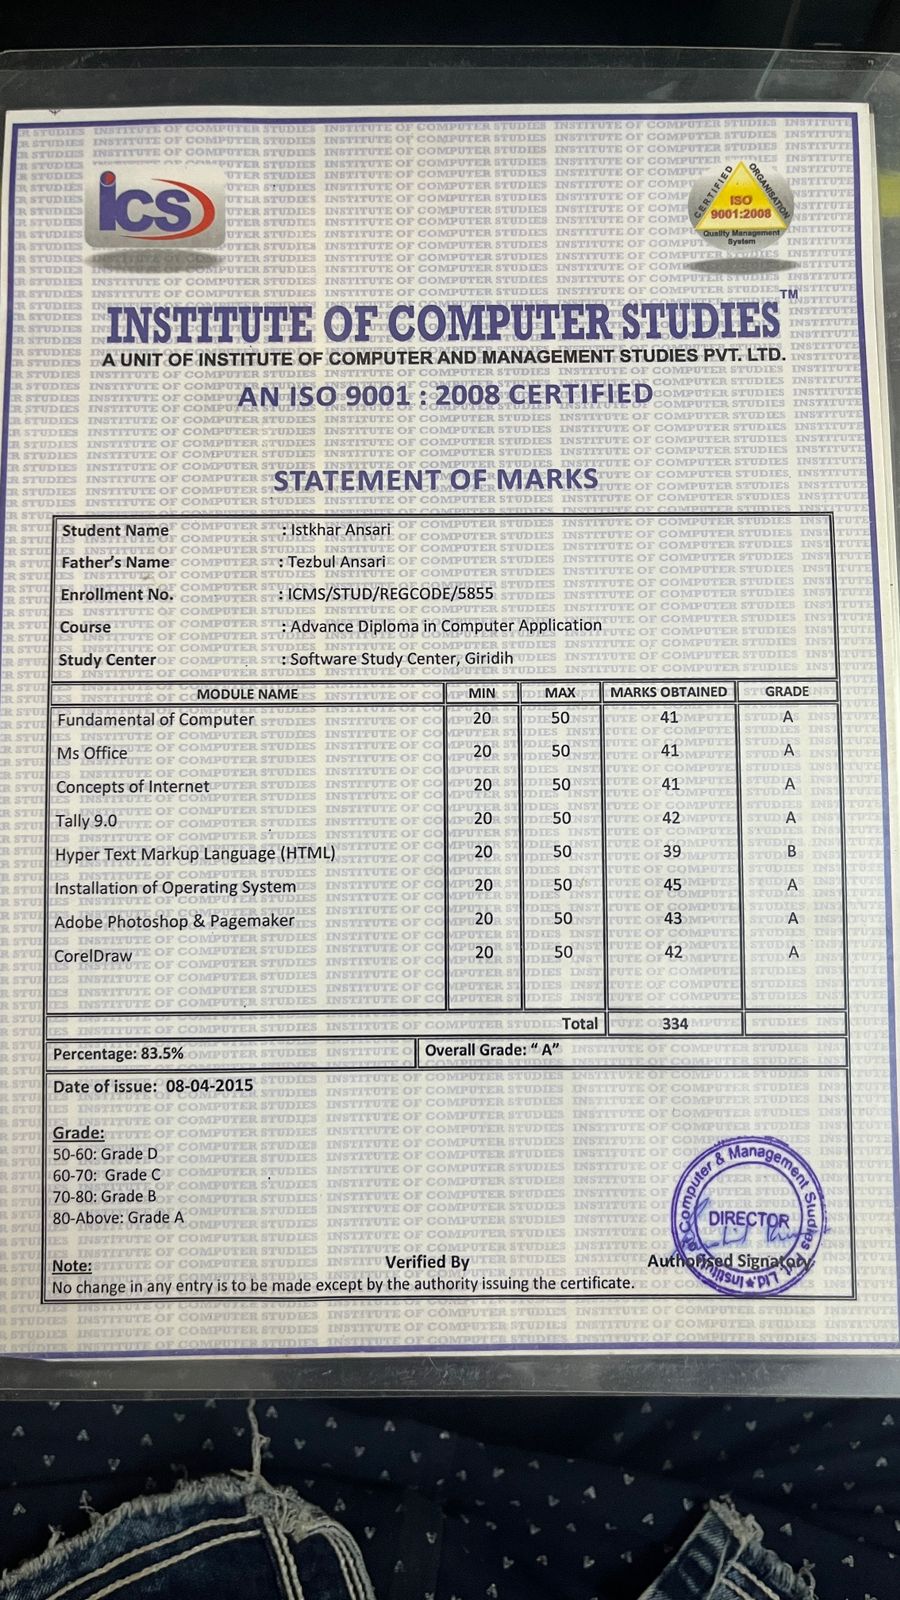 ics
CERTIFIED ORGANISATION
ISO
9001:2008
Quality Management
System
INSTITUTE OF COMPUTER STUDIES™
A UNIT OF INSTITUTE OF COMPUTER AND MANAGEMENT STUDIES PVT. LTD.
AN ISO 9001 : 2008 CERTIFIED
STATEMENT OF MARKS
Student Name : Istkhar Ansari
Father's Name : Tezbul Ansari
Enrollment No. : ICMS/STUD/REGCODE/5855
Course : Advance Diploma in Computer Application
Study Center : Software Study Center, Giridih
MODULE NAME MIN MAX MARKS OBTAINED GRADE
Fundamental of Computer 20 50 41 A
Ms Office 20 50 41 A
Concepts of Internet 20 50 41 A
Tally 9.0 20 50 42 A
Hyper Text Markup Language (HTML) 20 50 39 B
Installation of Operating System 20 50 45 A
Adobe Photoshop & Pagemaker 20 50 43 A
CorelDraw 20 50 42 A
Total 334
Percentage: 83.5% Overall Grade: " A"
Date of issue: 08-04-2015
Grade:
50-60: Grade D
60-70: Grade C
70-80: Grade B
80-Above: Grade A
Computer & Management Studies
DIRECTOR
Note: Verified By Authorised Signatory
No change in any entry is to be made except by the authority issuing the certificate.